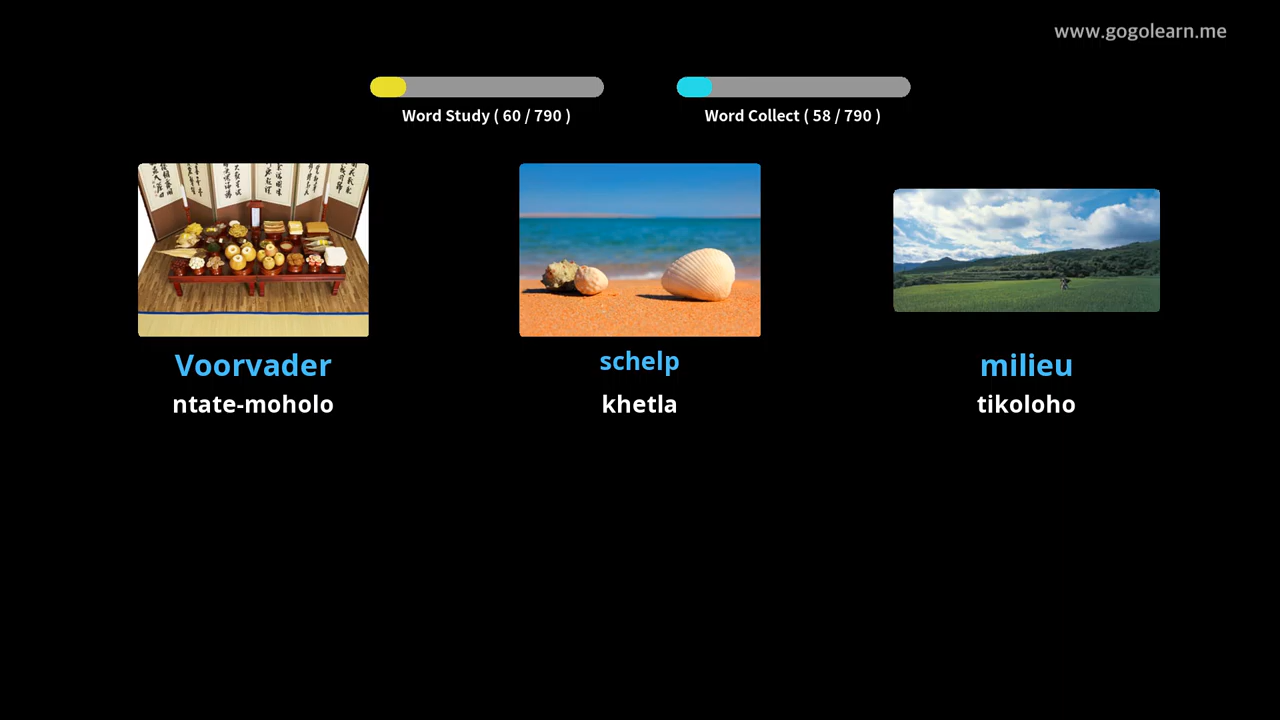 www.gogolearn.me
Word Study ( 60 / 790 )
Word Collect ( 58 / 790 )
Voorvader
schelp
milieu
ntate-moholo
khetla
tikoloho